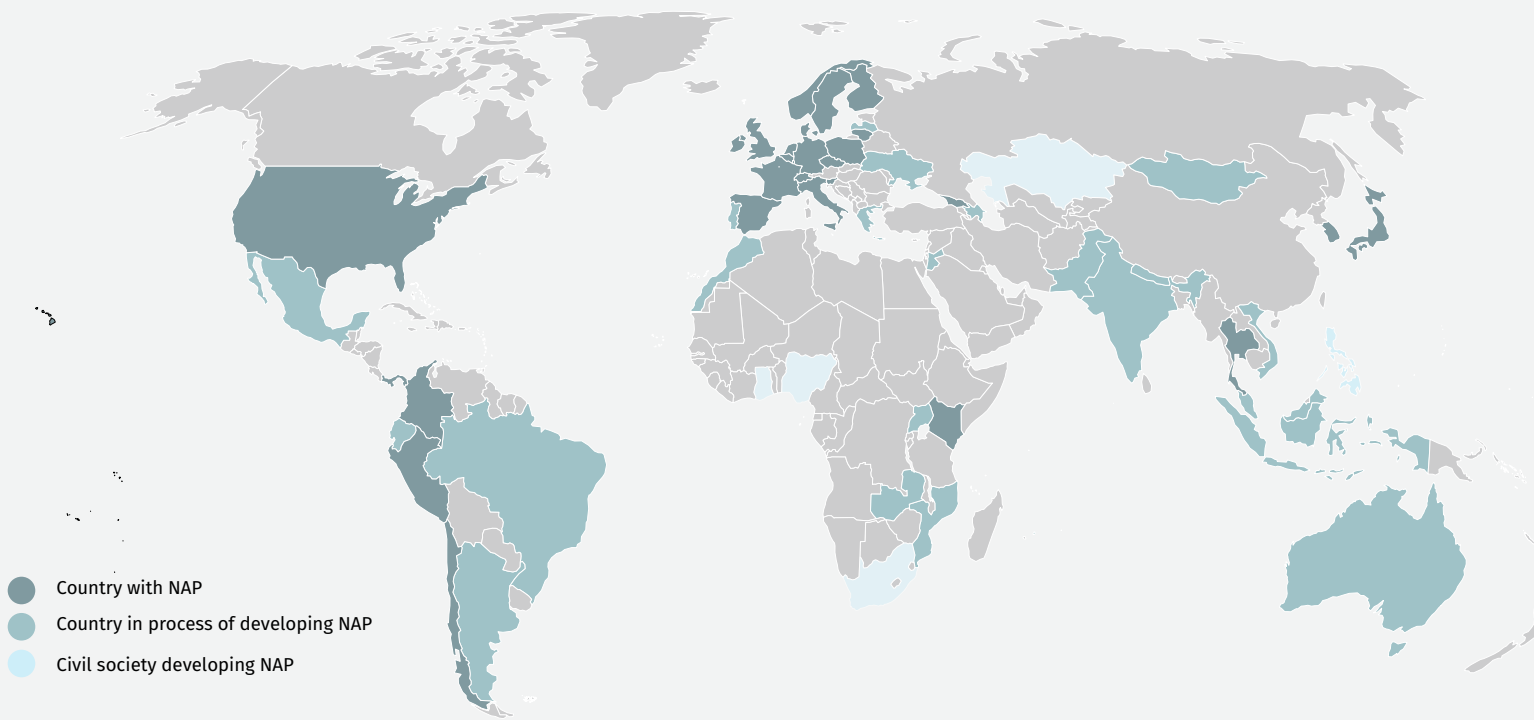 Country with NAP
Country in process of developing NAP
Civil society developing NAP